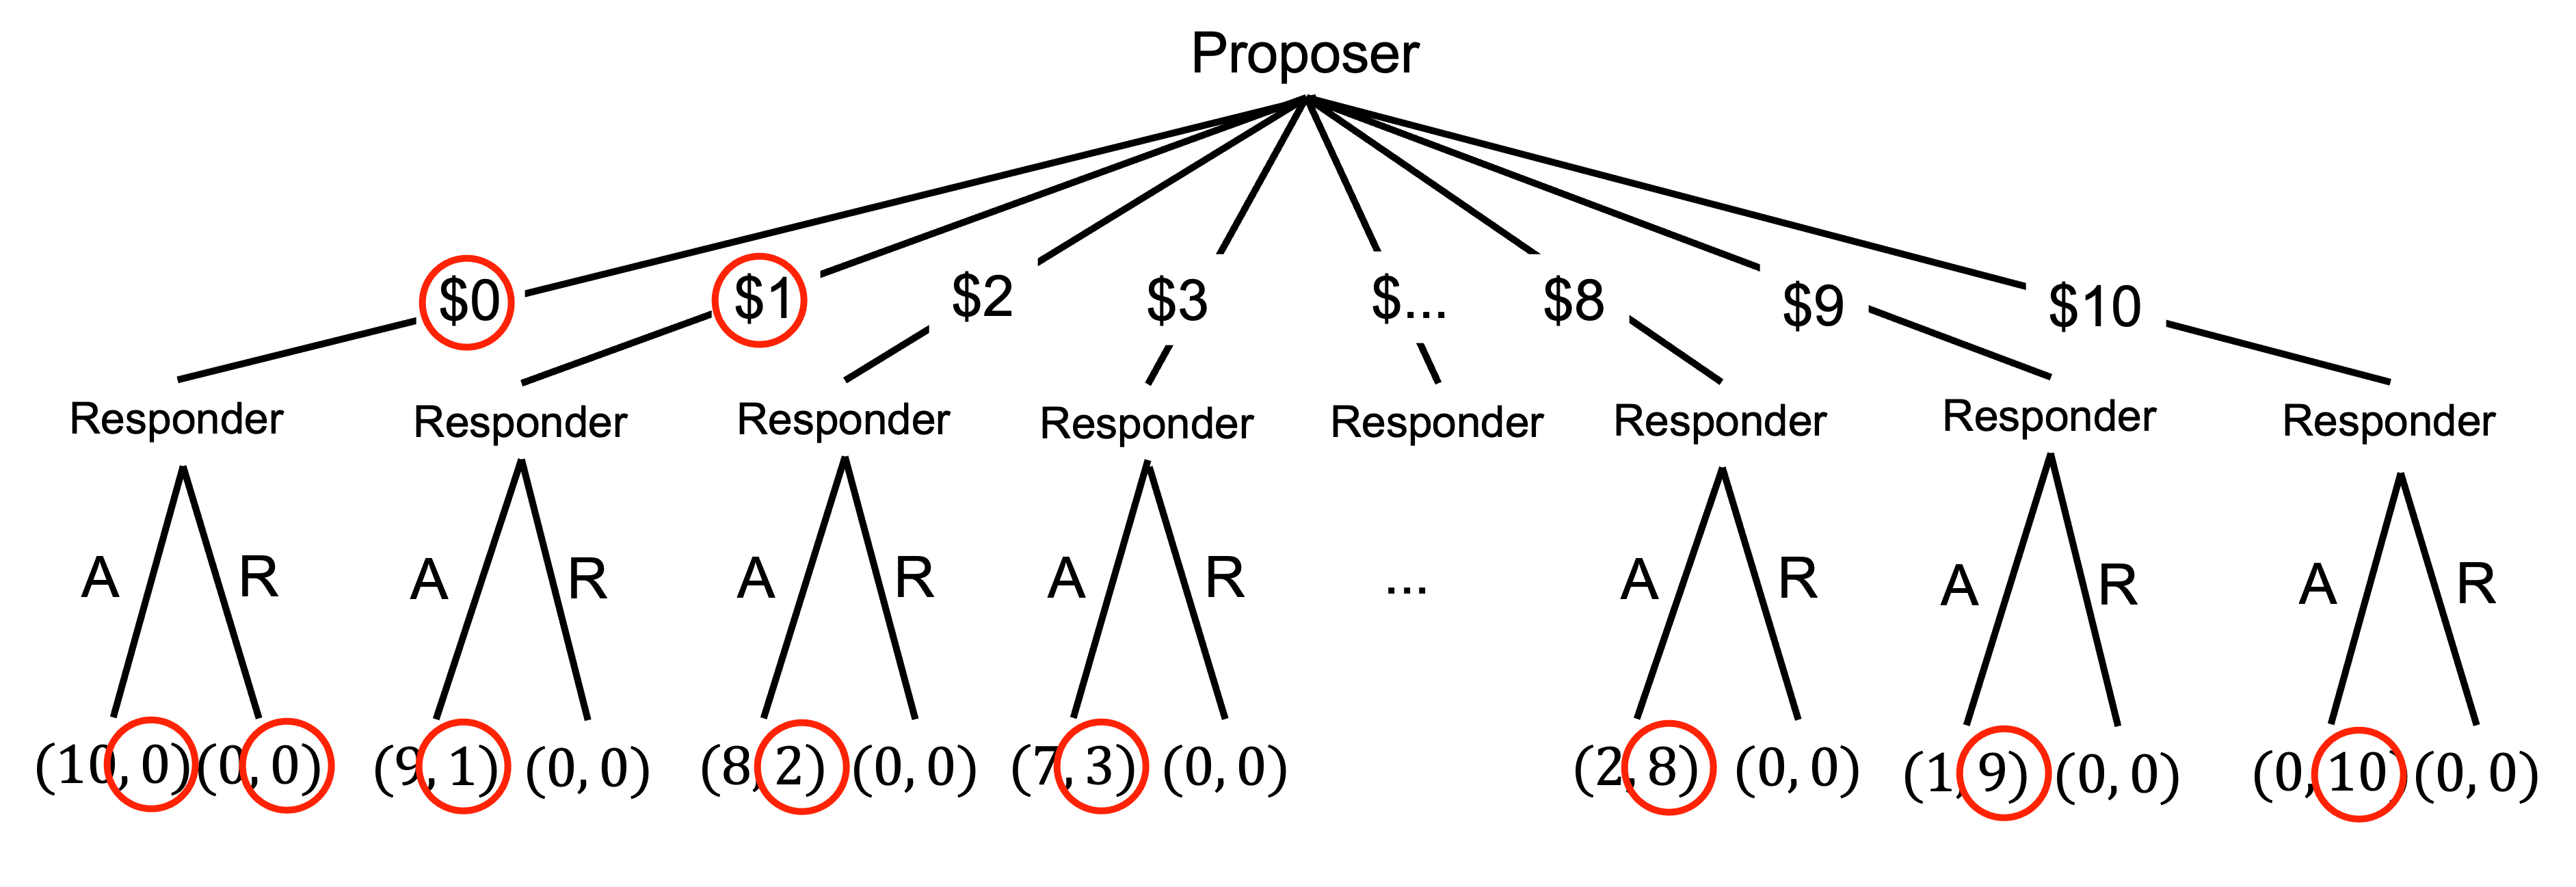 Proposer
$0 $1 $2 $3 $... $8 $9 $10
Responder Responder Responder Responder Responder Responder Responder Responder
A R A R A R A R ... A R A R A R
(10, 0) (0, 0) (9, 1) (0, 0) (8, 2) (0, 0) (7, 3) (0, 0) (2, 8) (0, 0) (1, 9) (0, 0) (0, 10) (0, 0)